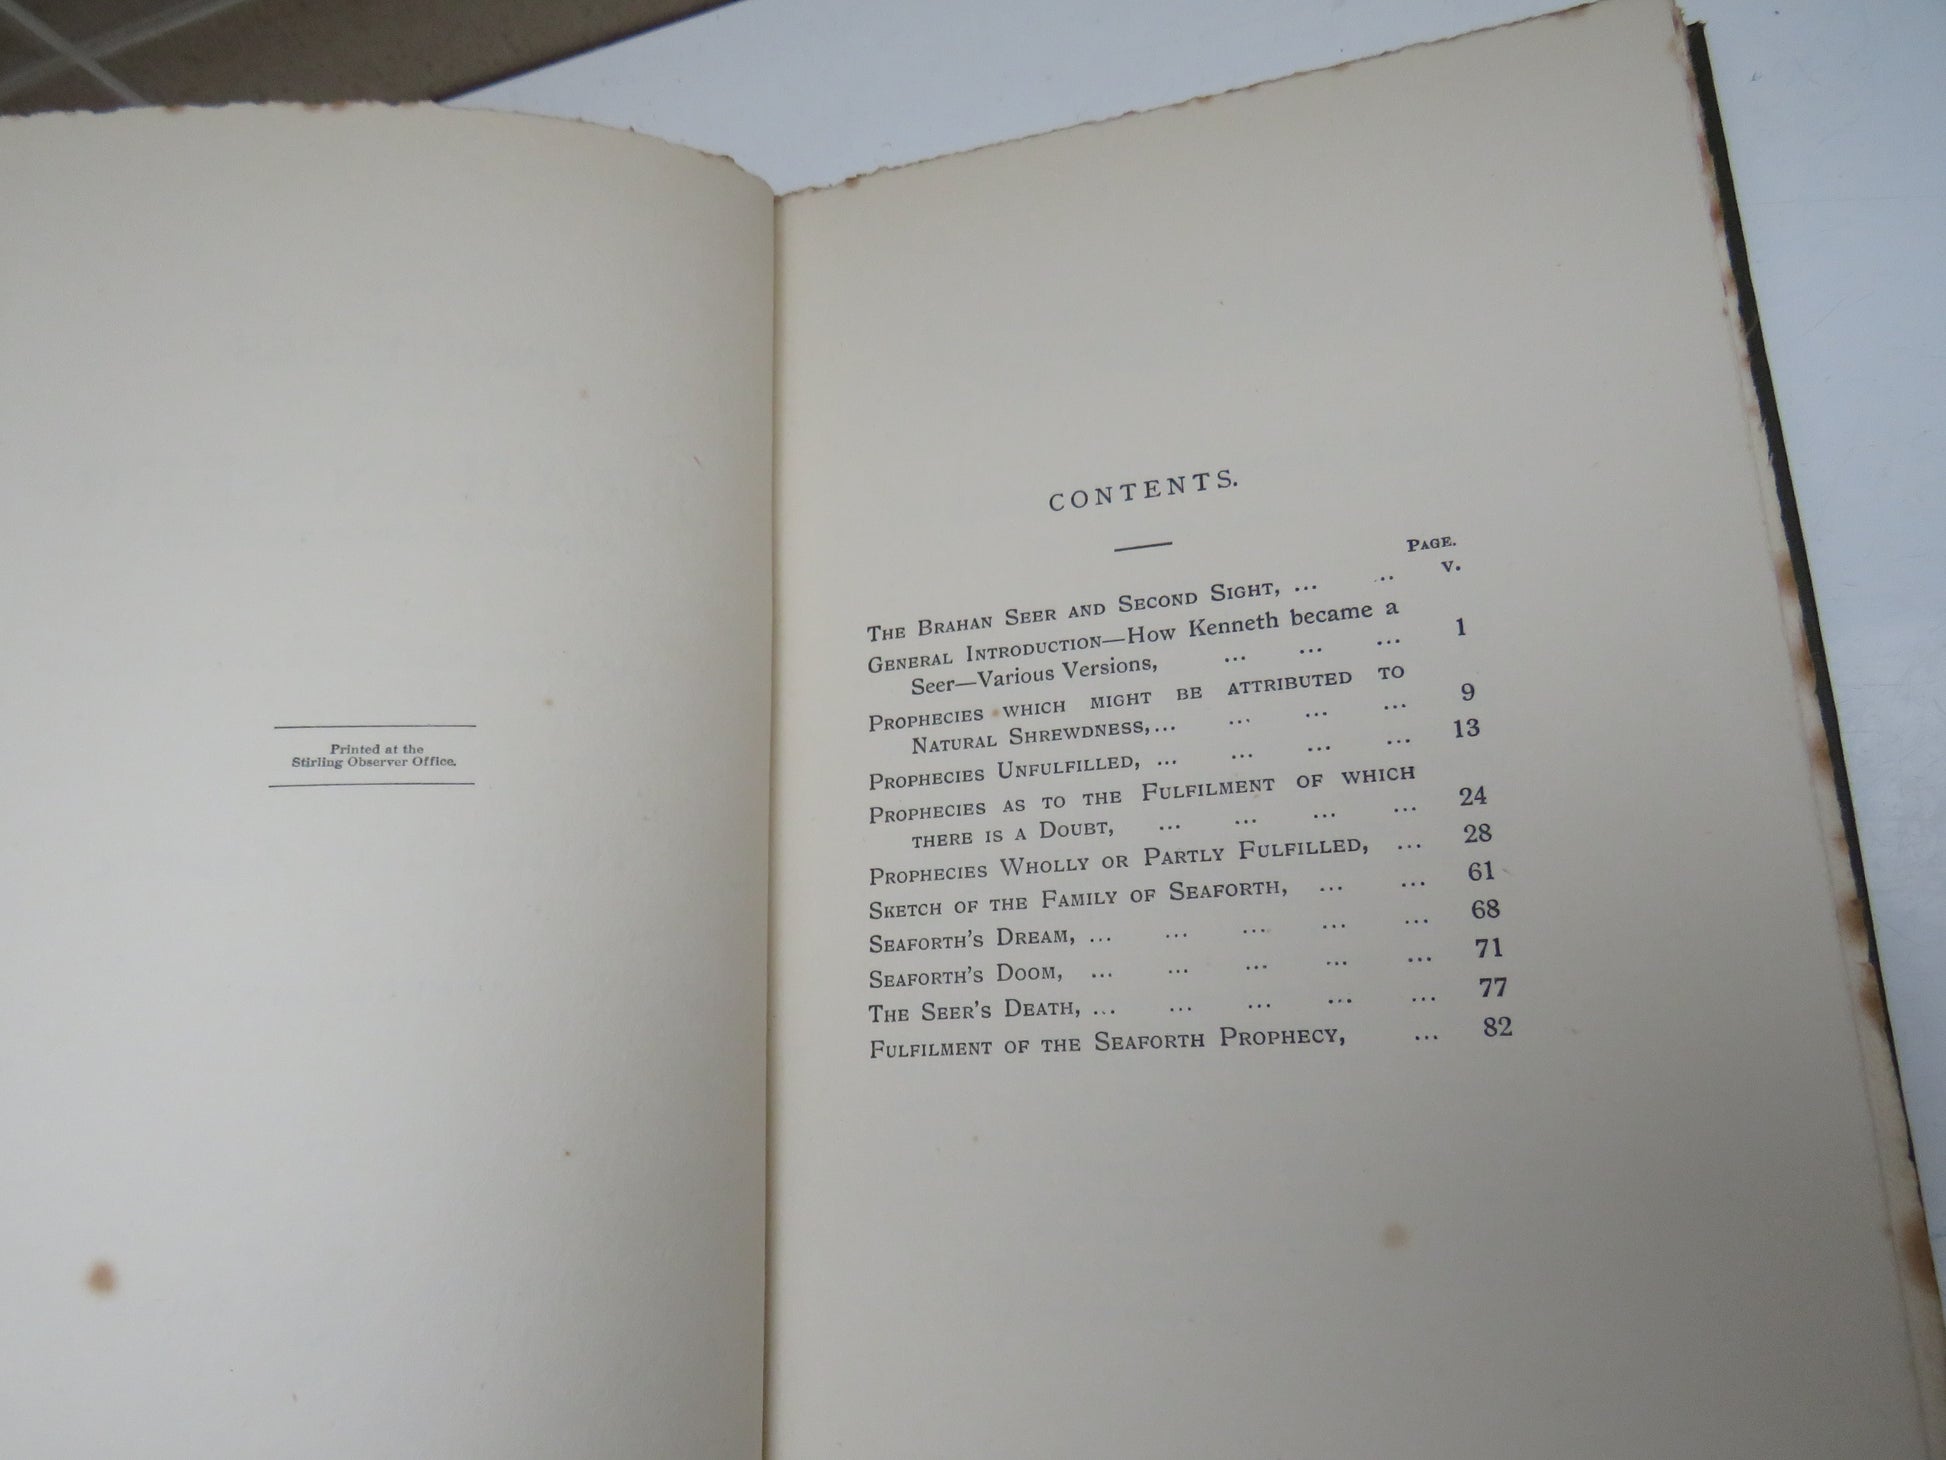 Printed at the
Stirling Observer Office.
CONTENTS.
PAGE.
THE BRAHAN SEER AND SECOND SIGHT, ... .. v.
GENERAL INTRODUCTION—How Kenneth became a
Seer—Various Versions, ... ... ... 1
PROPHECIES WHICH MIGHT BE ATTRIBUTED TO
NATURAL SHREWDNESS,... ... ... ... 9
PROPHECIES UNFULFILLED, ... ... ... ... 13
PROPHECIES AS TO THE FULFILMENT OF WHICH
THERE IS A DOUBT, ... ... ... ... 24
PROPHECIES WHOLLY OR PARTLY FULFILLED, ... 28
SKETCH OF THE FAMILY OF SEAFORTH, ... ... 61
SEAFORTH'S DREAM, ... ... ... ... ... 68
SEAFORTH'S DOOM, ... ... ... ... ... 71
THE SEER'S DEATH, ... ... ... ... ... 77
FULFILMENT OF THE SEAFORTH PROPHECY, ... 82